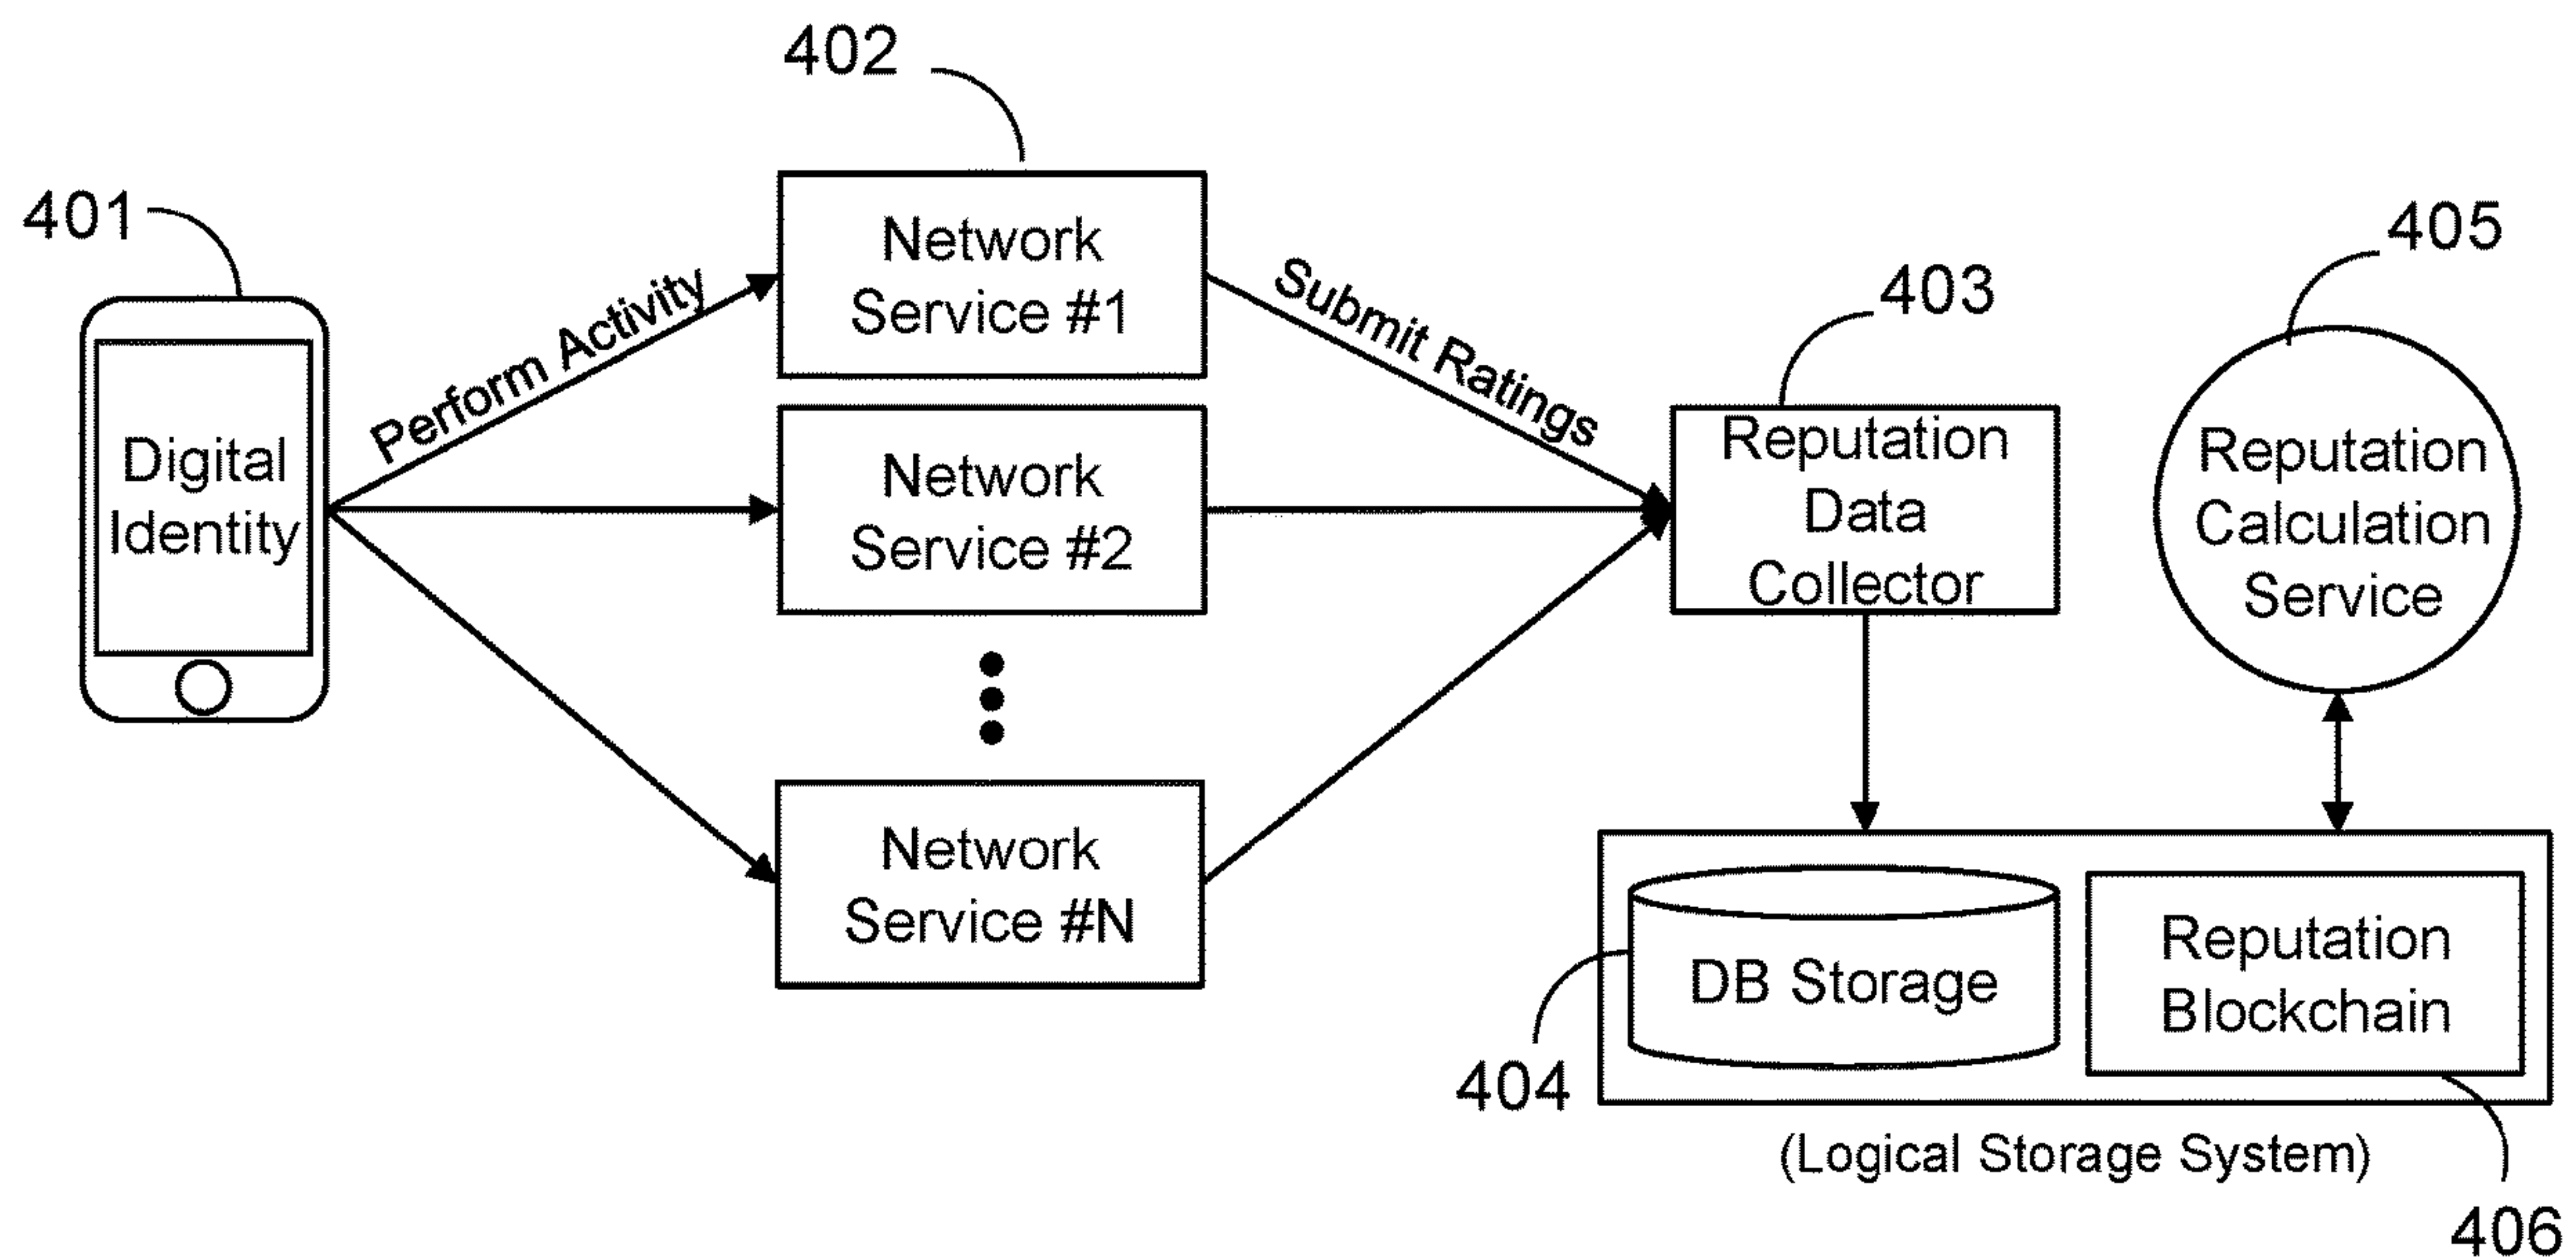 402
401
Network
Service #1
Perform Activity
Submit Ratings
405
403
Digital
Identity
Network
Service #2
Reputation
Data
Collector
Reputation
Calculation
Service
Network
Service #N
DB Storage
Reputation
Blockchain
404
(Logical Storage System)
406